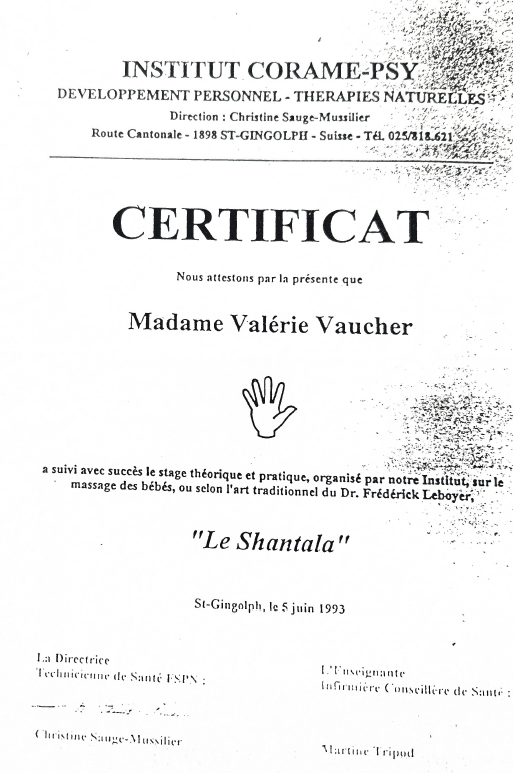 INSTITUT CORAME-PSY
DEVELOPPEMENT PERSONNEL - THERAPIES NATURELLES
Direction : Christine Sauge-Mussilier
Route Cantonale - 1898 ST-GINGOLPH - Suisse - Tél. 025/818.621
CERTIFICAT
Nous attestons par la présente que
Madame Valérie Vaucher
a suivi avec succès le stage théorique et pratique, organisé par notre Institut, sur le
massage des bébés, ou selon l'art traditionnel du Dr. Frédérick Leboyer,
"Le Shantala"
St-Gingolph, le 5 juin 1993
La Directrice
Technicienne de Santé FSPN :
Christine Sauge-Mussilier
L'Enseignante
Infirmière Conseillère de Santé :
Martine Tripod